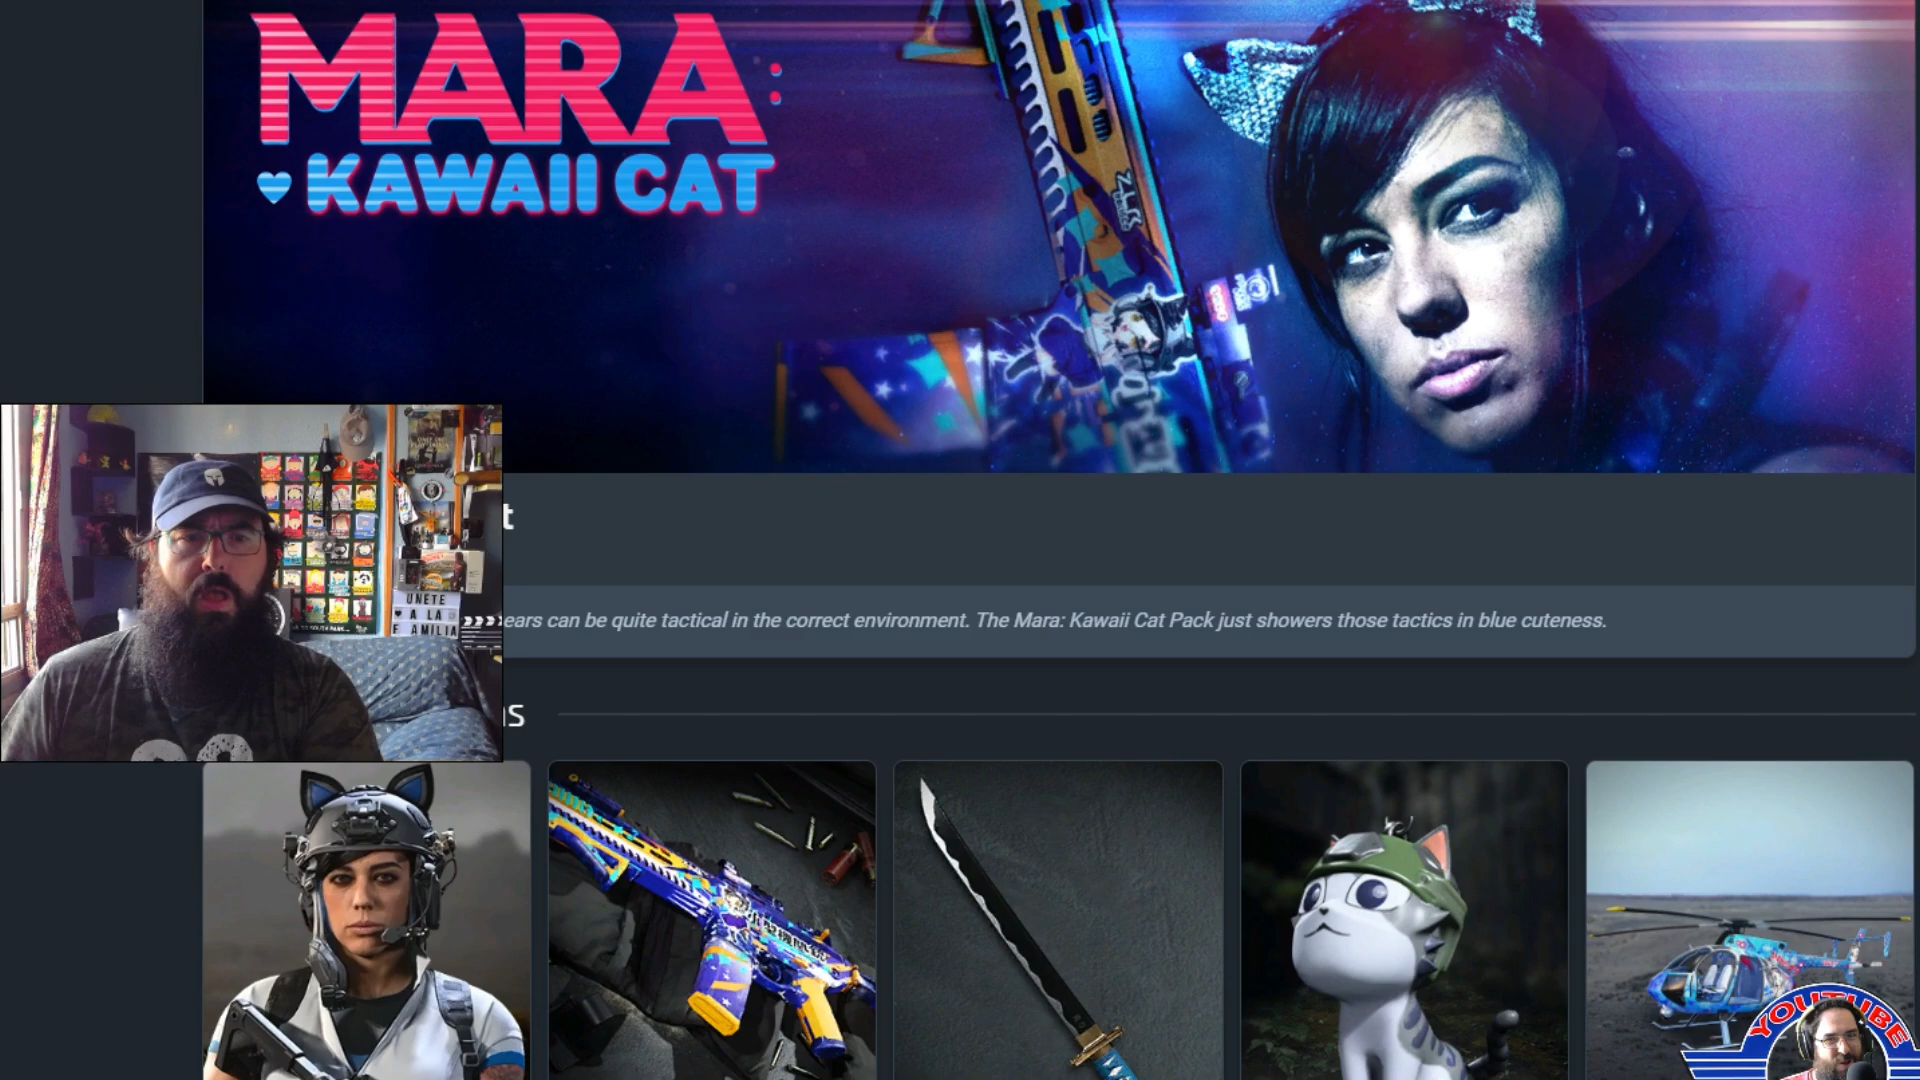 MARA:
KAWAII CAT
t
ears can be quite tactical in the correct environment. The Mara: Kawaii Cat Pack just showers those tactics in blue cuteness.
UNETE
A LA
FAMILIA
ns
YOUTUBE